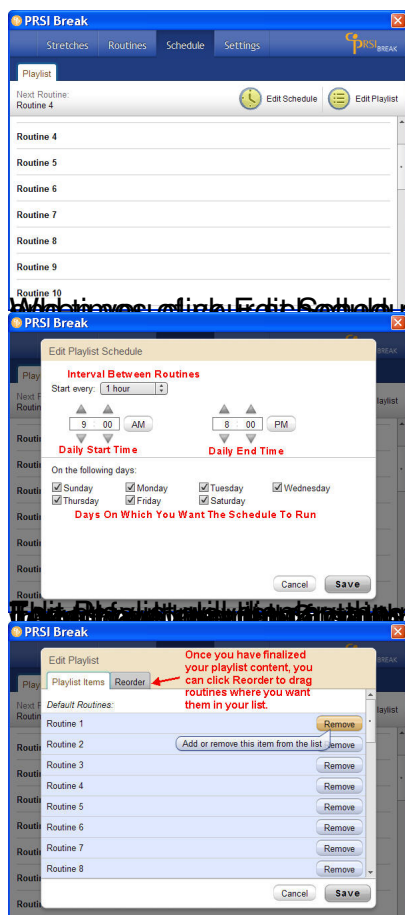 PRSI Break
Stretches Routines Schedule Settings PRSI BREAK
Playlist
Next Routine:
Routine 4
Edit Schedule Edit Playlist
Routine 4
Routine 5
Routine 6
Routine 7
Routine 8
Routine 9
Routine 10
PRSI Break
Edit Playlist Schedule
Interval Between Routines
Start every: 1 hour
9 00 AM 8 00 PM
Daily Start Time Daily End Time
On the following days:
Sunday Monday Tuesday Wednesday
Thursday Friday Saturday
Days On Which You Want The Schedule To Run
Cancel Save
PRSI Break
Edit Playlist
Once you have finalized
your playlist content, you
can click Reorder to drag
routines where you want
them in your list.
Playlist Items Reorder
Default Routines:
Routine 1 Remove
Routine 2 Add or remove this item from the list Remove
Routine 3 Remove
Routine 4 Remove
Routine 5 Remove
Routine 6 Remove
Routine 7 Remove
Routine 8 Remove
Cancel Save